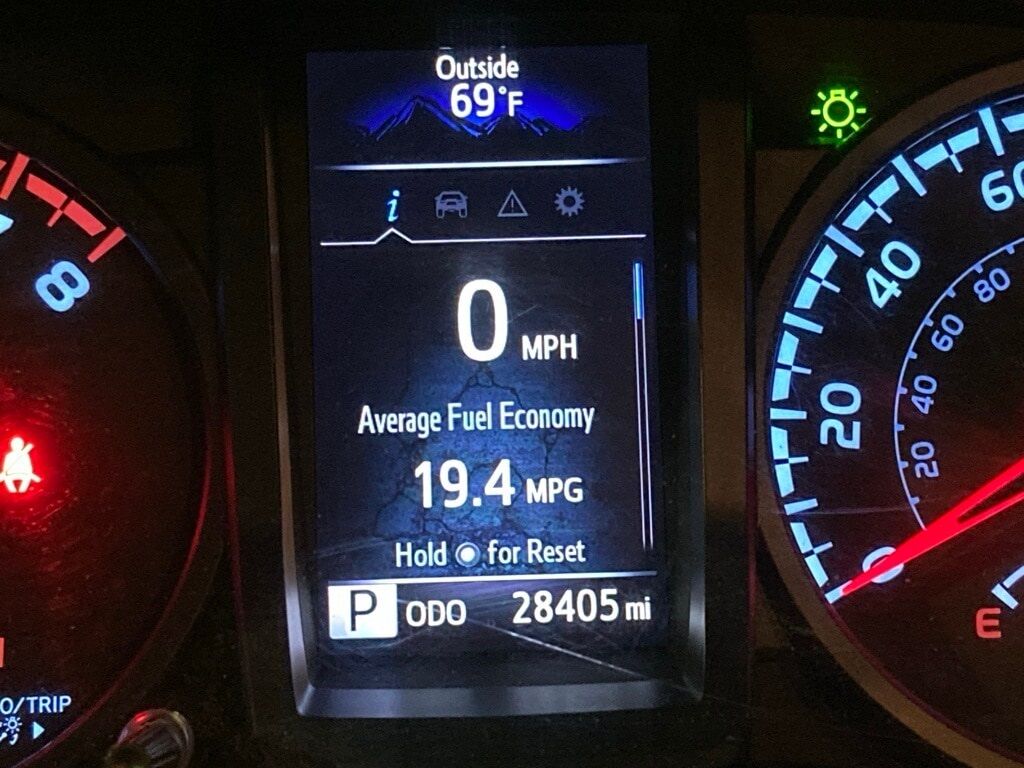 Outside
69°F
i
0 MPH
Average Fuel Economy
19.4 MPG
Hold for Reset
P ODO 28405 mi
8
O/TRIP
60
40
20
0
80
60
40
20
E